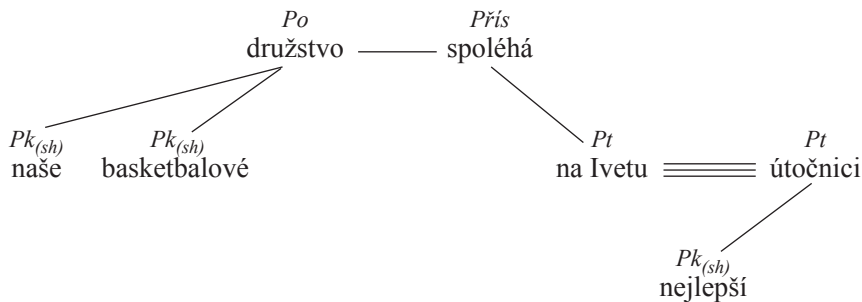 Po Přís
družstvo spoléhá
Pk(sh) Pk(sh) Pt Pt
naše basketbalové na Ivetu útočnici
Pk(sh)
nejlepší